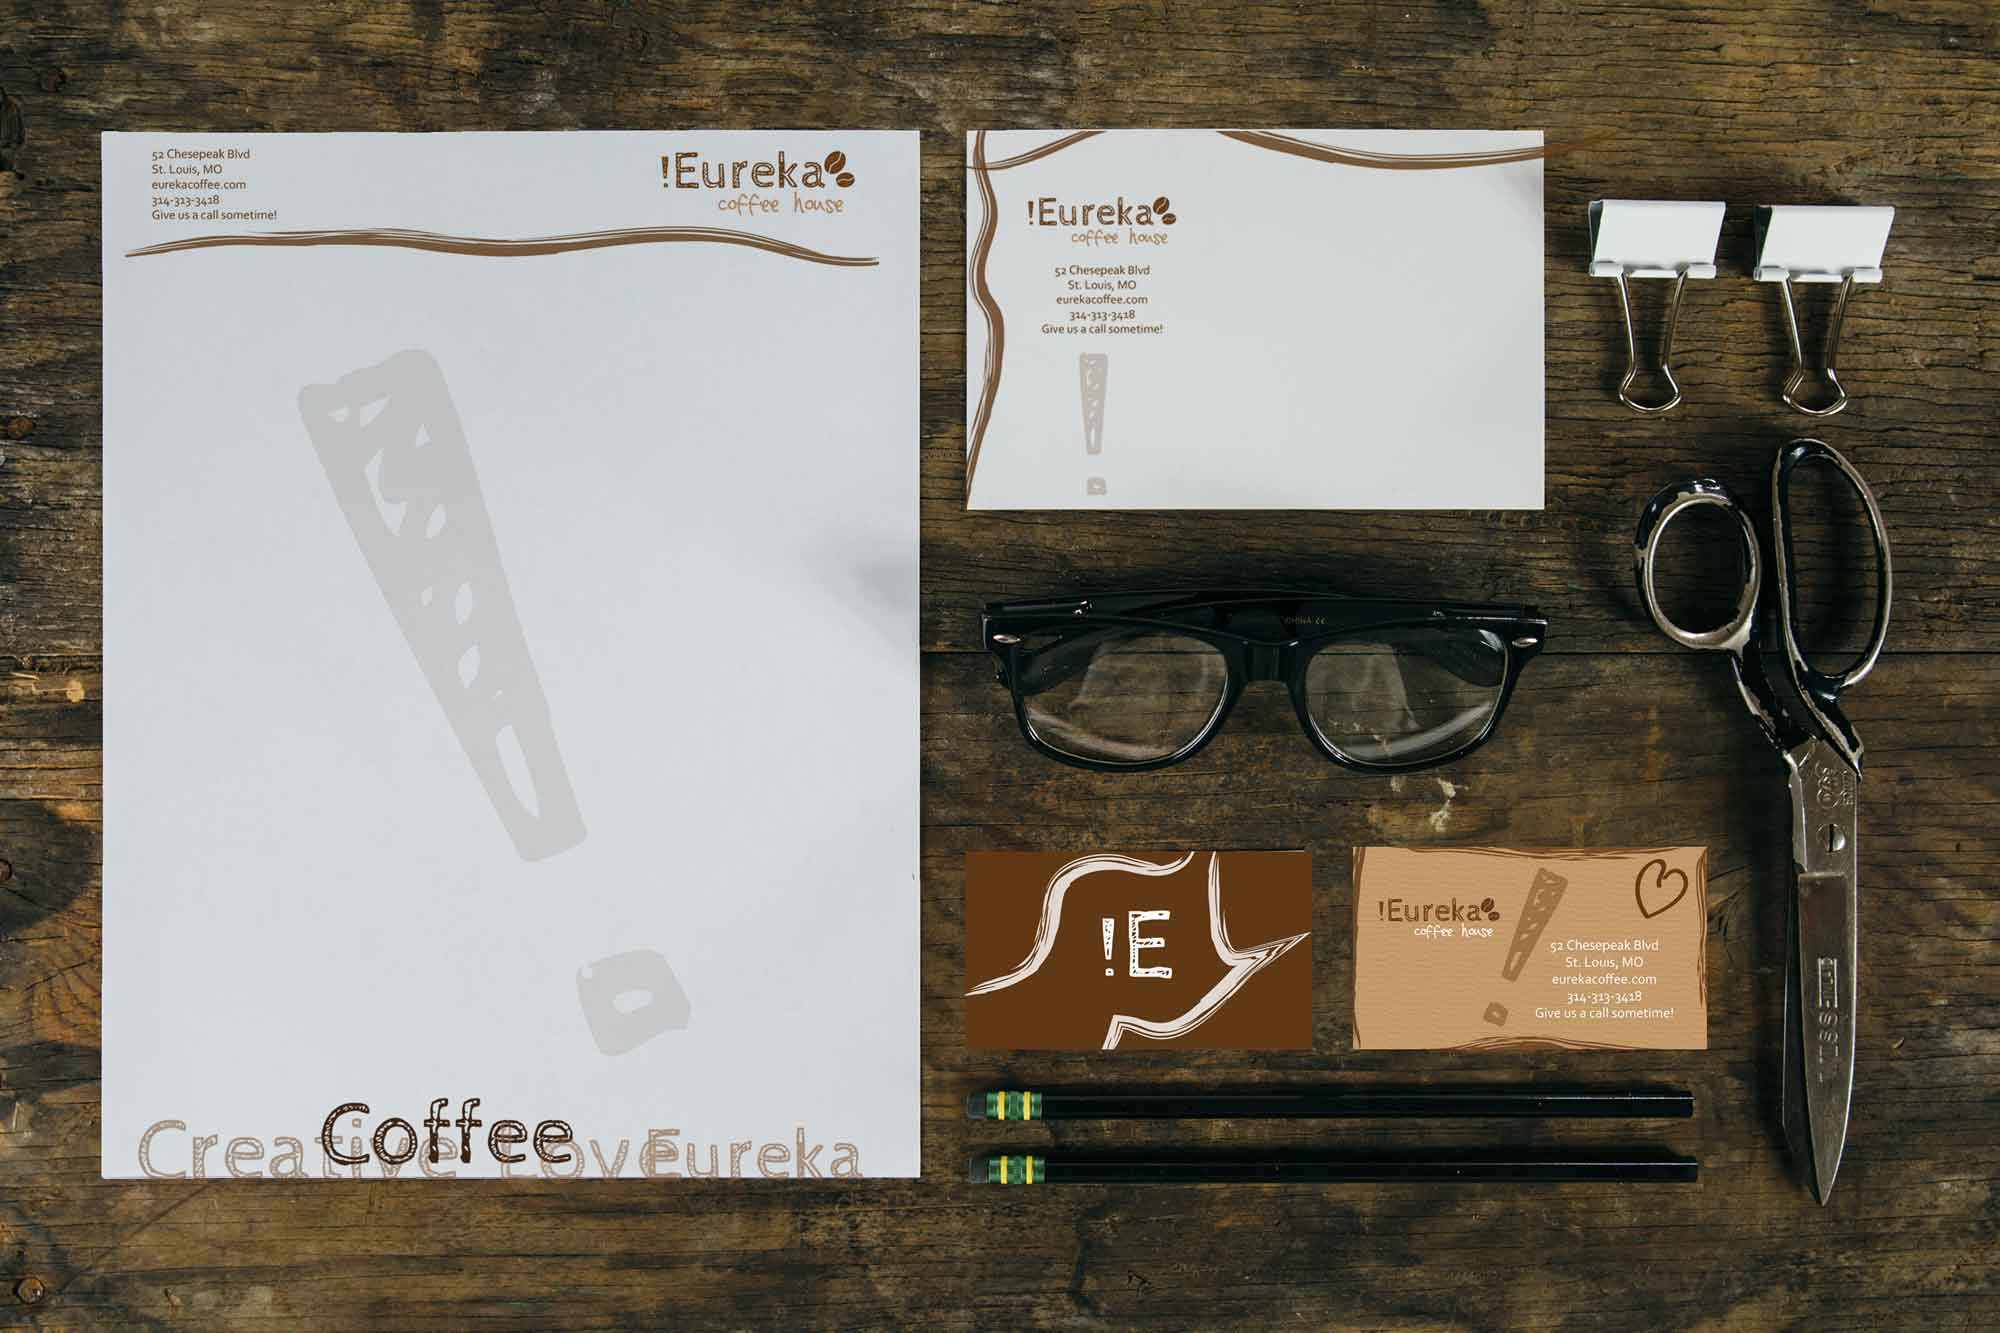 52 Chesepeak Blvd
St. Louis, MO
eurekacoffee.com
314-313-3418
Give us a call sometime!
!Eureka
coffee house
Creative Love Eureka
Coffee
!Eureka
coffee house
52 Chesepeak Blvd
St. Louis, MO
eurekacoffee.com
314-313-3418
Give us a call sometime!
CHINA CE
!E
!Eureka
coffee house
52 Chesepeak Blvd
St. Louis, MO
eurekacoffee.com
314-313-3418
Give us a call sometime!